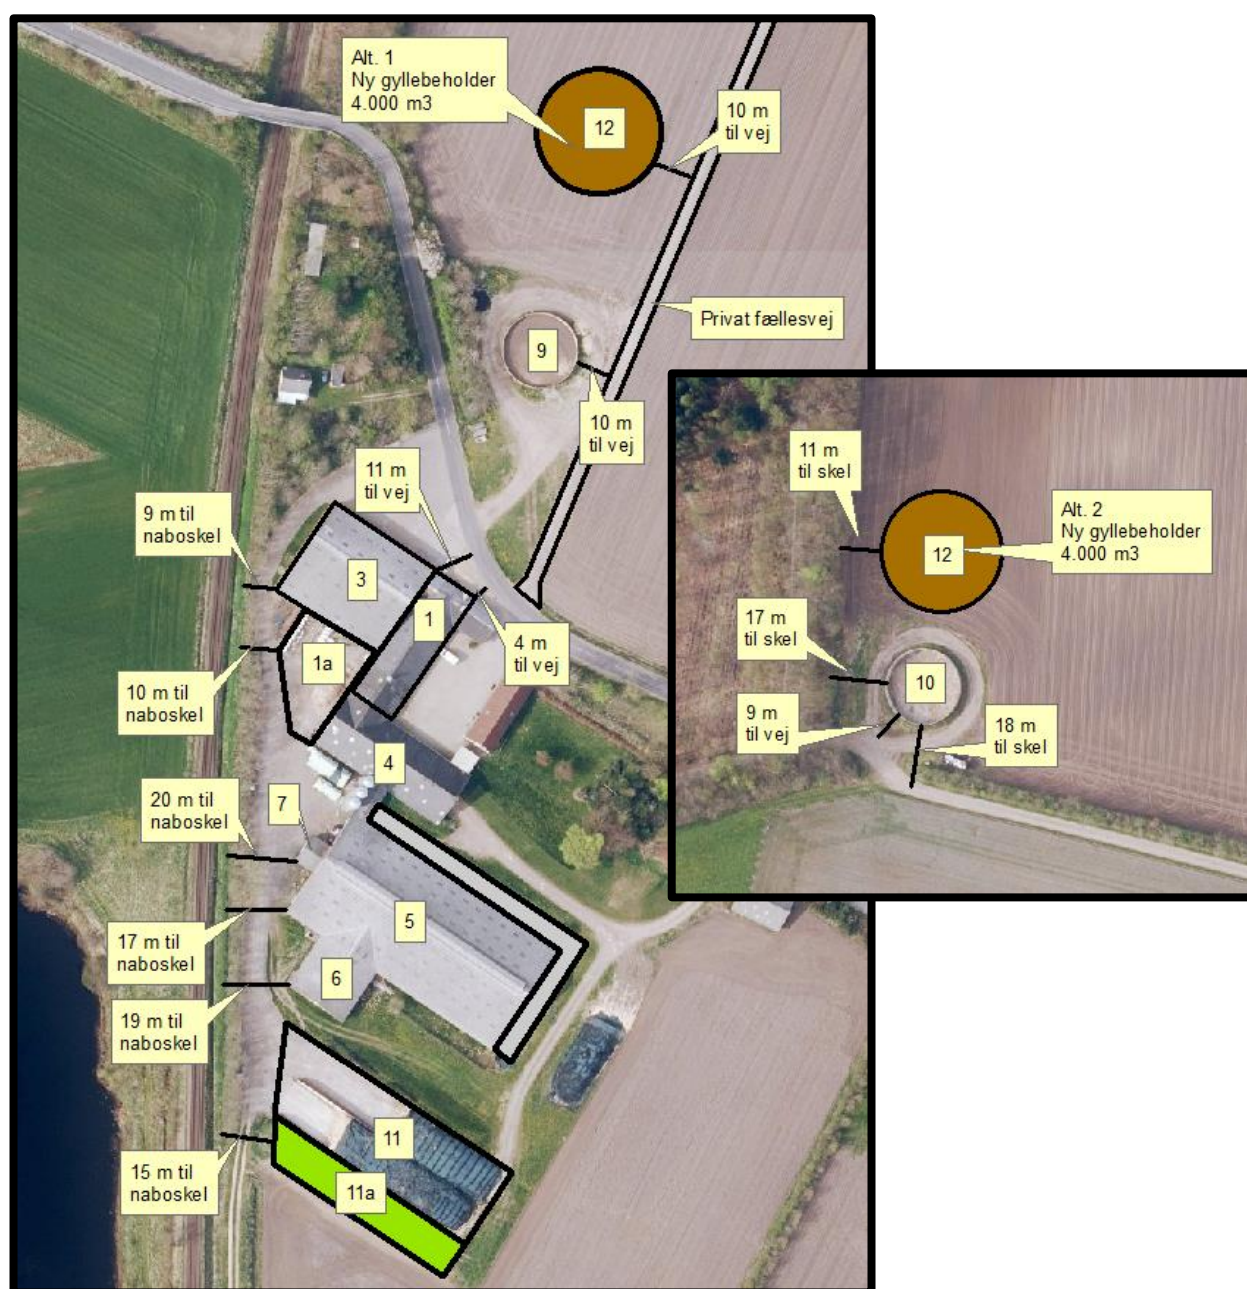 Alt. 1
Ny gyllebeholder
4.000 m3
12
10 m
til vej
Privat fællesvej
9
10 m
til vej
11 m
til vej
9 m til
naboskel
3
1
1a
4 m
til vej
10 m til
naboskel
4
20 m til
naboskel
7
5
17 m til
naboskel
6
19 m til
naboskel
11
15 m til
naboskel
11a
11 m
til skel
Alt. 2
Ny gyllebeholder
4.000 m3
12
17 m
til skel
10
9 m
til vej
18 m
til skel